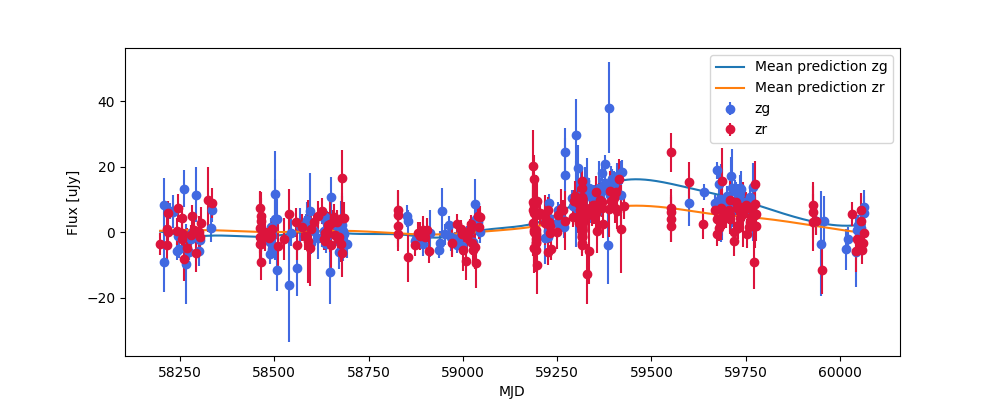 Mean prediction zg
Mean prediction zr
zg
zr
40
20
0
−20
Flux [uJy]
58250 58500 58750 59000 59250 59500 59750 60000
MJD